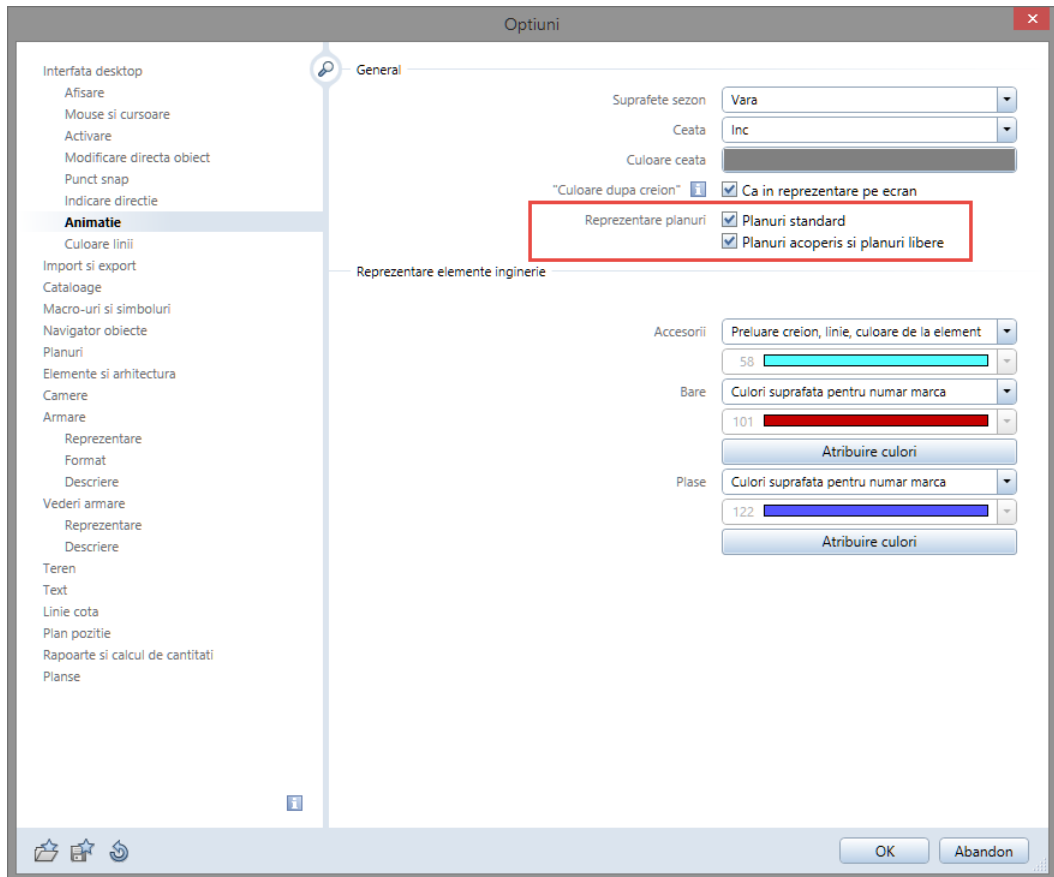 Optiuni
Interfata desktop
Afisare
Mouse si cursoare
Activare
Modificare directa obiect
Punct snap
Indicare directie
Animatie
Culoare linii
Import si export
Cataloage
Macro-uri si simboluri
Navigator obiecte
Planuri
Elemente si arhitectura
Camere
Armare
Reprezentare
Format
Descriere
Vederi armare
Reprezentare
Descriere
Teren
Text
Linie cota
Plan pozitie
Rapoarte si calcul de cantitati
Planse
General
Suprafete sezon Vara
Ceata Inc
Culoare ceata
"Culoare dupa creion" i Ca in reprezentare pe ecran
Reprezentare planuri Planuri standard
Planuri acoperis si planuri libere
Reprezentare elemente inginerie
Accesorii Preluare creion, linie, culoare de la element
58
Bare Culori suprafata pentru numar marca
101
Atribuire culori
Plase Culori suprafata pentru numar marca
122
Atribuire culori
i
OK Abandon